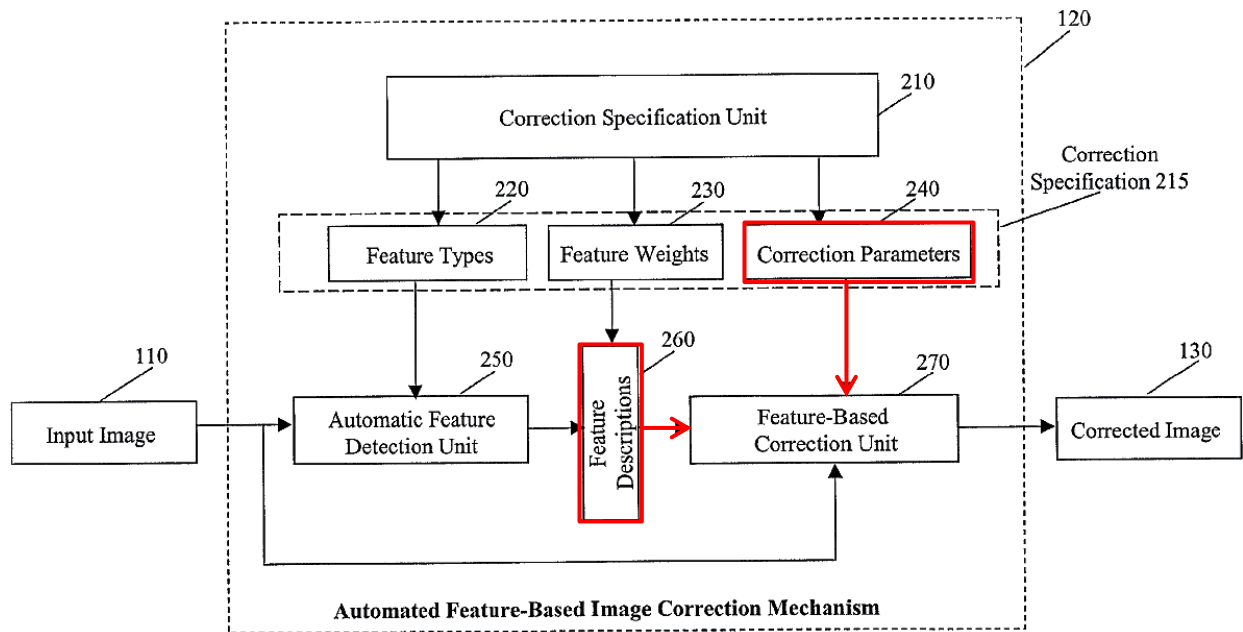 120
210
Correction Specification Unit
Correction
Specification 215
220
230
240
Feature Types
Feature Weights
Correction Parameters
110
250
260
270
130
Input Image
Automatic Feature
Detection Unit
Feature
Descriptions
Feature-Based
Correction Unit
Corrected Image
Automated Feature-Based Image Correction Mechanism